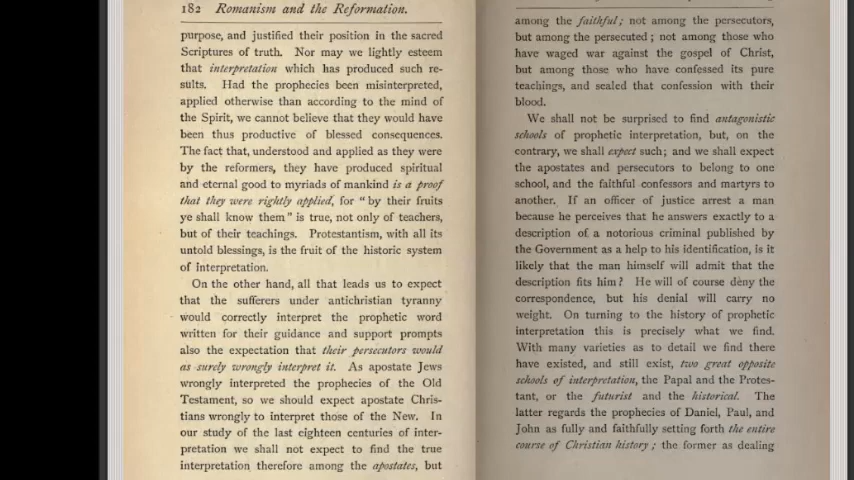 182 Romanism and the Reformation.
purpose, and justified their position in the sacred
Scriptures of truth. Nor may we lightly esteem
that interpretation which has produced such re-
sults. Had the prophecies been misinterpreted,
applied otherwise than according to the mind of
the Spirit, we cannot believe that they would have
been thus productive of blessed consequences.
The fact that, understood and applied as they were
by the reformers, they have produced spiritual
and eternal good to myriads of mankind is a proof
that they were rightly applied, for “by their fruits
ye shall know them” is true, not only of teachers,
but of their teachings. Protestantism, with all its
untold blessings, is the fruit of the historic system
of interpretation.
On the other hand, all that leads us to expect
that the sufferers under antichristian tyranny
would correctly interpret the prophetic word
written for their guidance and support prompts
also the expectation that their persecutors would
as surely wrongly interpret it. As apostate Jews
wrongly interpreted the prophecies of the Old
Testament, so we should expect apostate Chris-
tians wrongly to interpret those of the New. In
our study of the last eighteen centuries of inter-
pretation we shall not expect to find the true
interpretation therefore among the apostates, but
among the faithful; not among the persecutors,
but among the persecuted; not among those who
have waged war against the gospel of Christ,
but among those who have confessed its pure
teachings, and sealed that confession with their
blood.
We shall not be surprised to find antagonistic
schools of prophetic interpretation, but, on the
contrary, we shall expect such; and we shall expect
the apostates and persecutors to belong to one
school, and the faithful confessors and martyrs to
another. If an officer of justice arrest a man
because he perceives that he answers exactly to a
description of a notorious criminal published by
the Government as a help to his identification, is it
likely that the man himself will admit that the
description fits him? He will of course deny the
correspondence, but his denial will carry no
weight. On turning to the history of prophetic
interpretation this is precisely what we find.
With many varieties as to detail we find there
have existed, and still exist, two great opposite
schools of interpretation, the Papal and the Protes-
tant, or the futurist and the historical. The
latter regards the prophecies of Daniel, Paul, and
John as fully and faithfully setting forth the entire
course of Christian history; the former as dealing